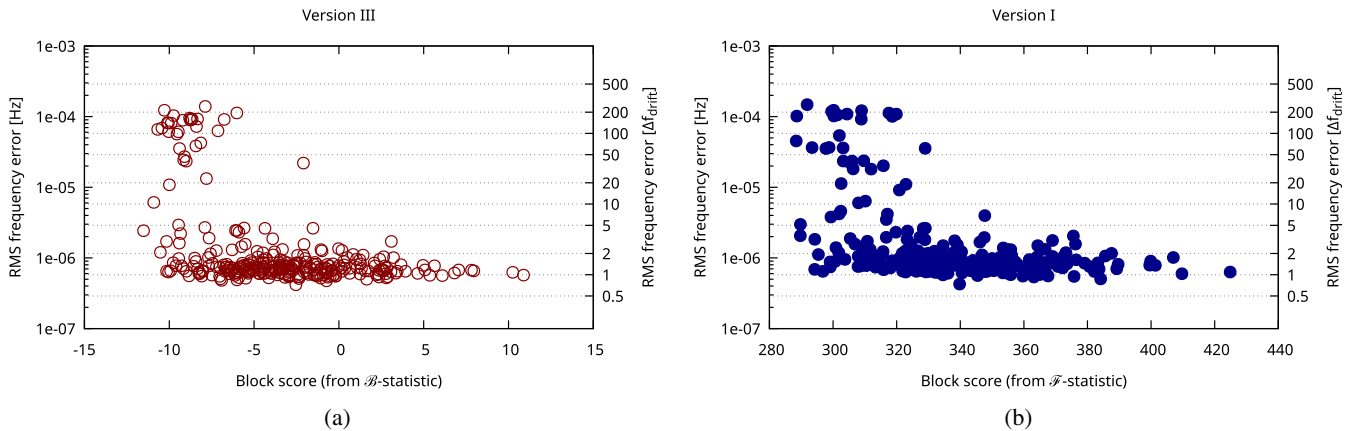 Version III
1e-03
1e-04
1e-05
1e-06
1e-07
RMS frequency error [Hz]
500
200
100
50
20
10
5
2
1
0.5
RMS frequency error [Δf_drift]
-15 -10 -5 0 5 10 15
Block score (from ℬ-statistic)
(a)
Version I
1e-03
1e-04
1e-05
1e-06
1e-07
RMS frequency error [Hz]
500
200
100
50
20
10
5
2
1
0.5
RMS frequency error [Δf_drift]
280 300 320 340 360 380 400 420 440
Block score (from ℱ-statistic)
(b)